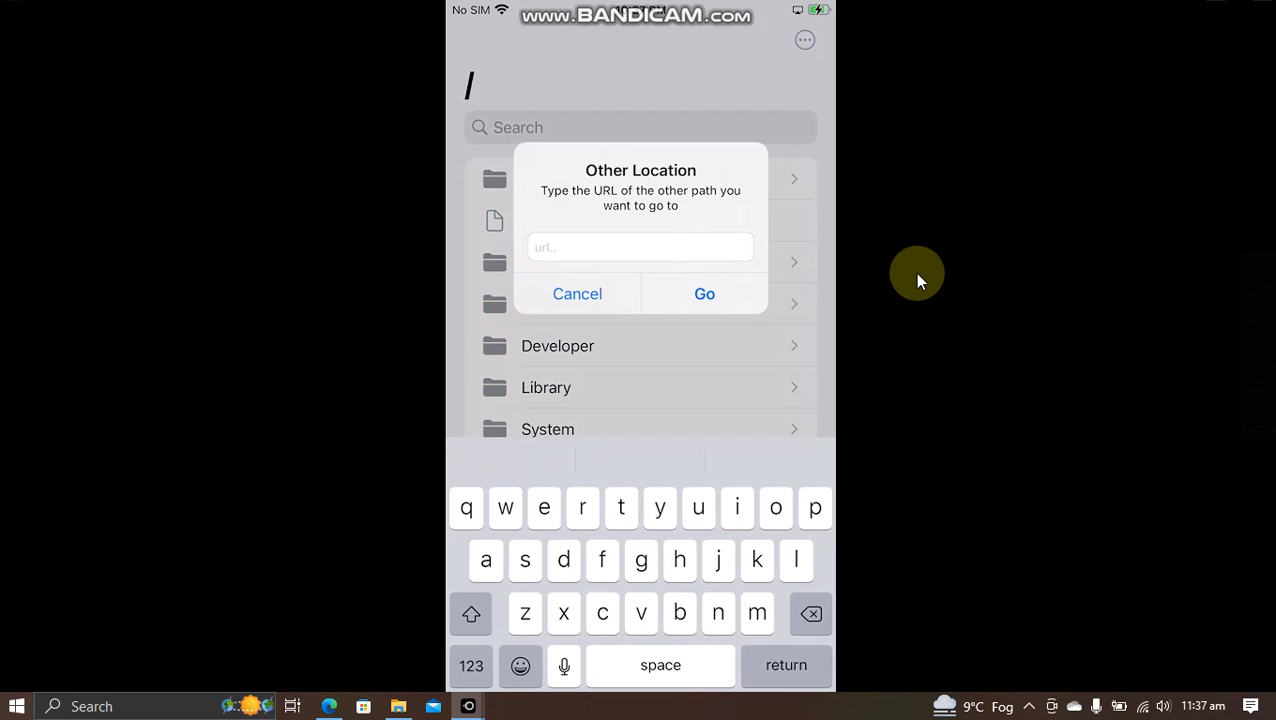 No SIM
www.BANDICAM.com
/
Search
Other Location
Type the URL of the other path you
want to go to
url..
Cancel
Go
Developer
Library
System
q w e r t y u i o p
a s d f g h j k l
z x c v b n m
123
space
return
Search
9°C Fog
11:37 am